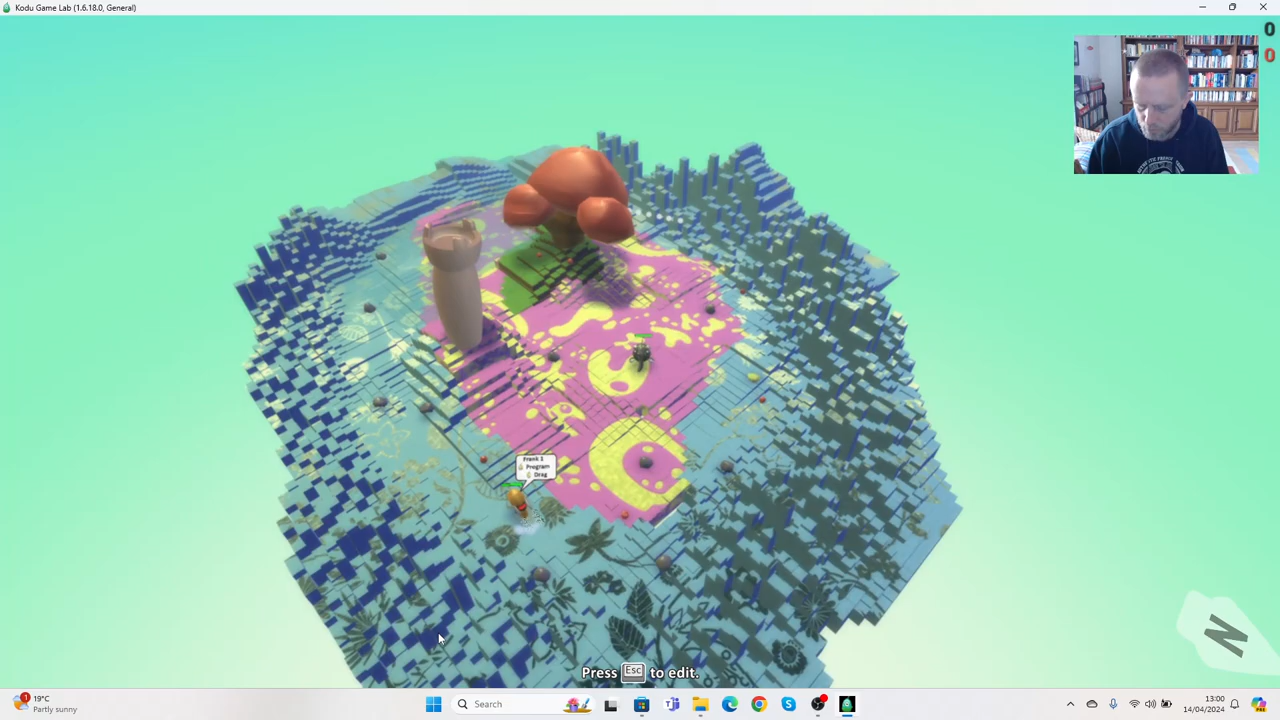 Kodu Game Lab (1.6.18.0, General)
0
0
Frank 1
Program
Drag
N
Press Esc to edit.
1
19°C
Partly sunny
Search
13:00
14/04/2024